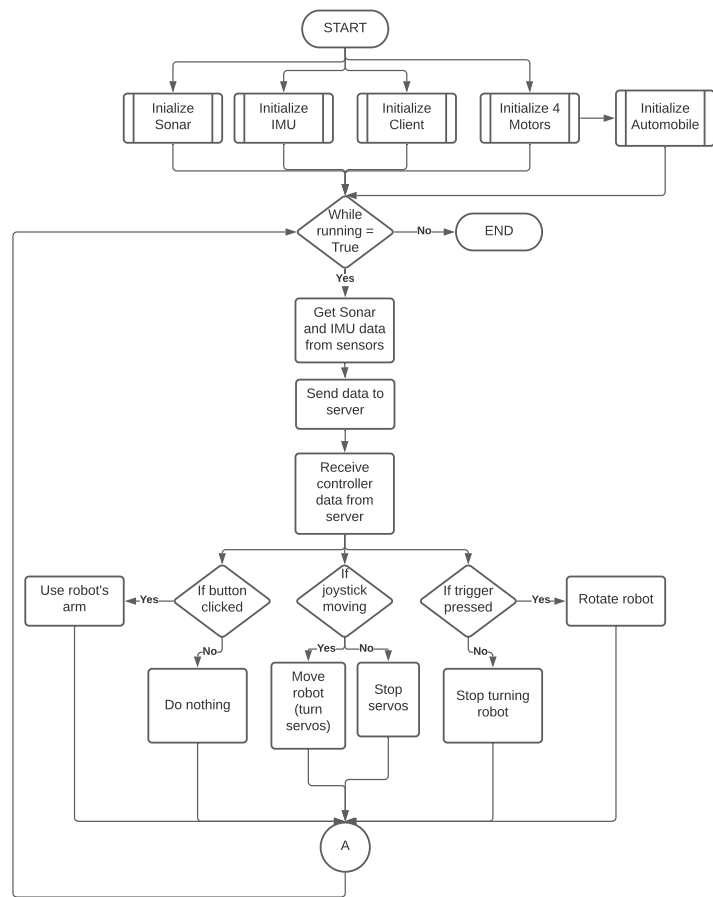 START
Inialize
Sonar
Initialize
IMU
Initialize
Client
Initialize 4
Motors
Initialize
Automobile
While
running =
True
No
END
Yes
Get Sonar
and IMU data
from sensors
Send data to
server
Receive
controller
data from
server
Use robot's
arm
Yes
If button
clicked
If
joystick
moving
If trigger
pressed
Yes
Rotate robot
No
Yes
No
No
Do nothing
Move
robot
(turn
servos)
Stop
servos
Stop turning
robot
A